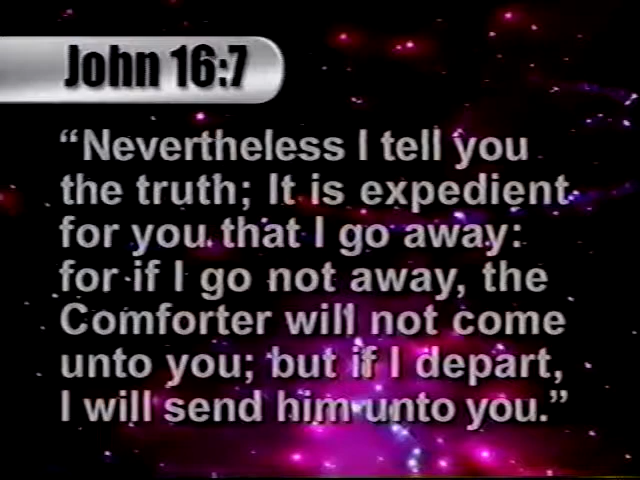 John 16:7
“Nevertheless I tell you
the truth; It is expedient
for you that I go away:
for if I go not away, the
Comforter will not come
unto you; but if I depart,
I will send him unto you.”